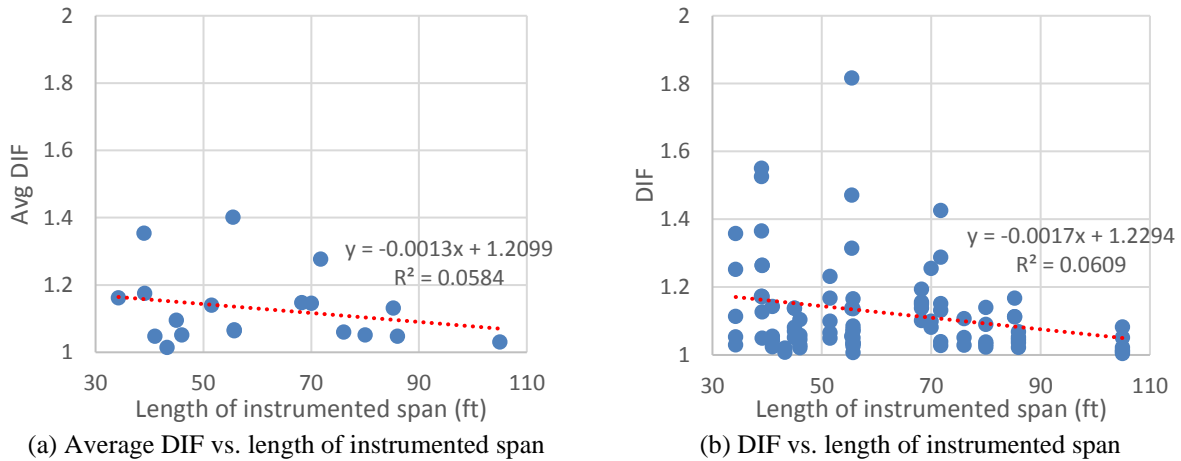 2
1.8
1.6
1.4
1.2
1
Avg DIF
y = -0.0013x + 1.2099
R² = 0.0584
30 50 70 90 110
Length of instrumented span (ft)
(a) Average DIF vs. length of instrumented span
2
1.8
1.6
1.4
1.2
1
DIF
y = -0.0017x + 1.2294
R² = 0.0609
30 50 70 90 110
Length of instrumented span (ft)
(b) DIF vs. length of instrumented span